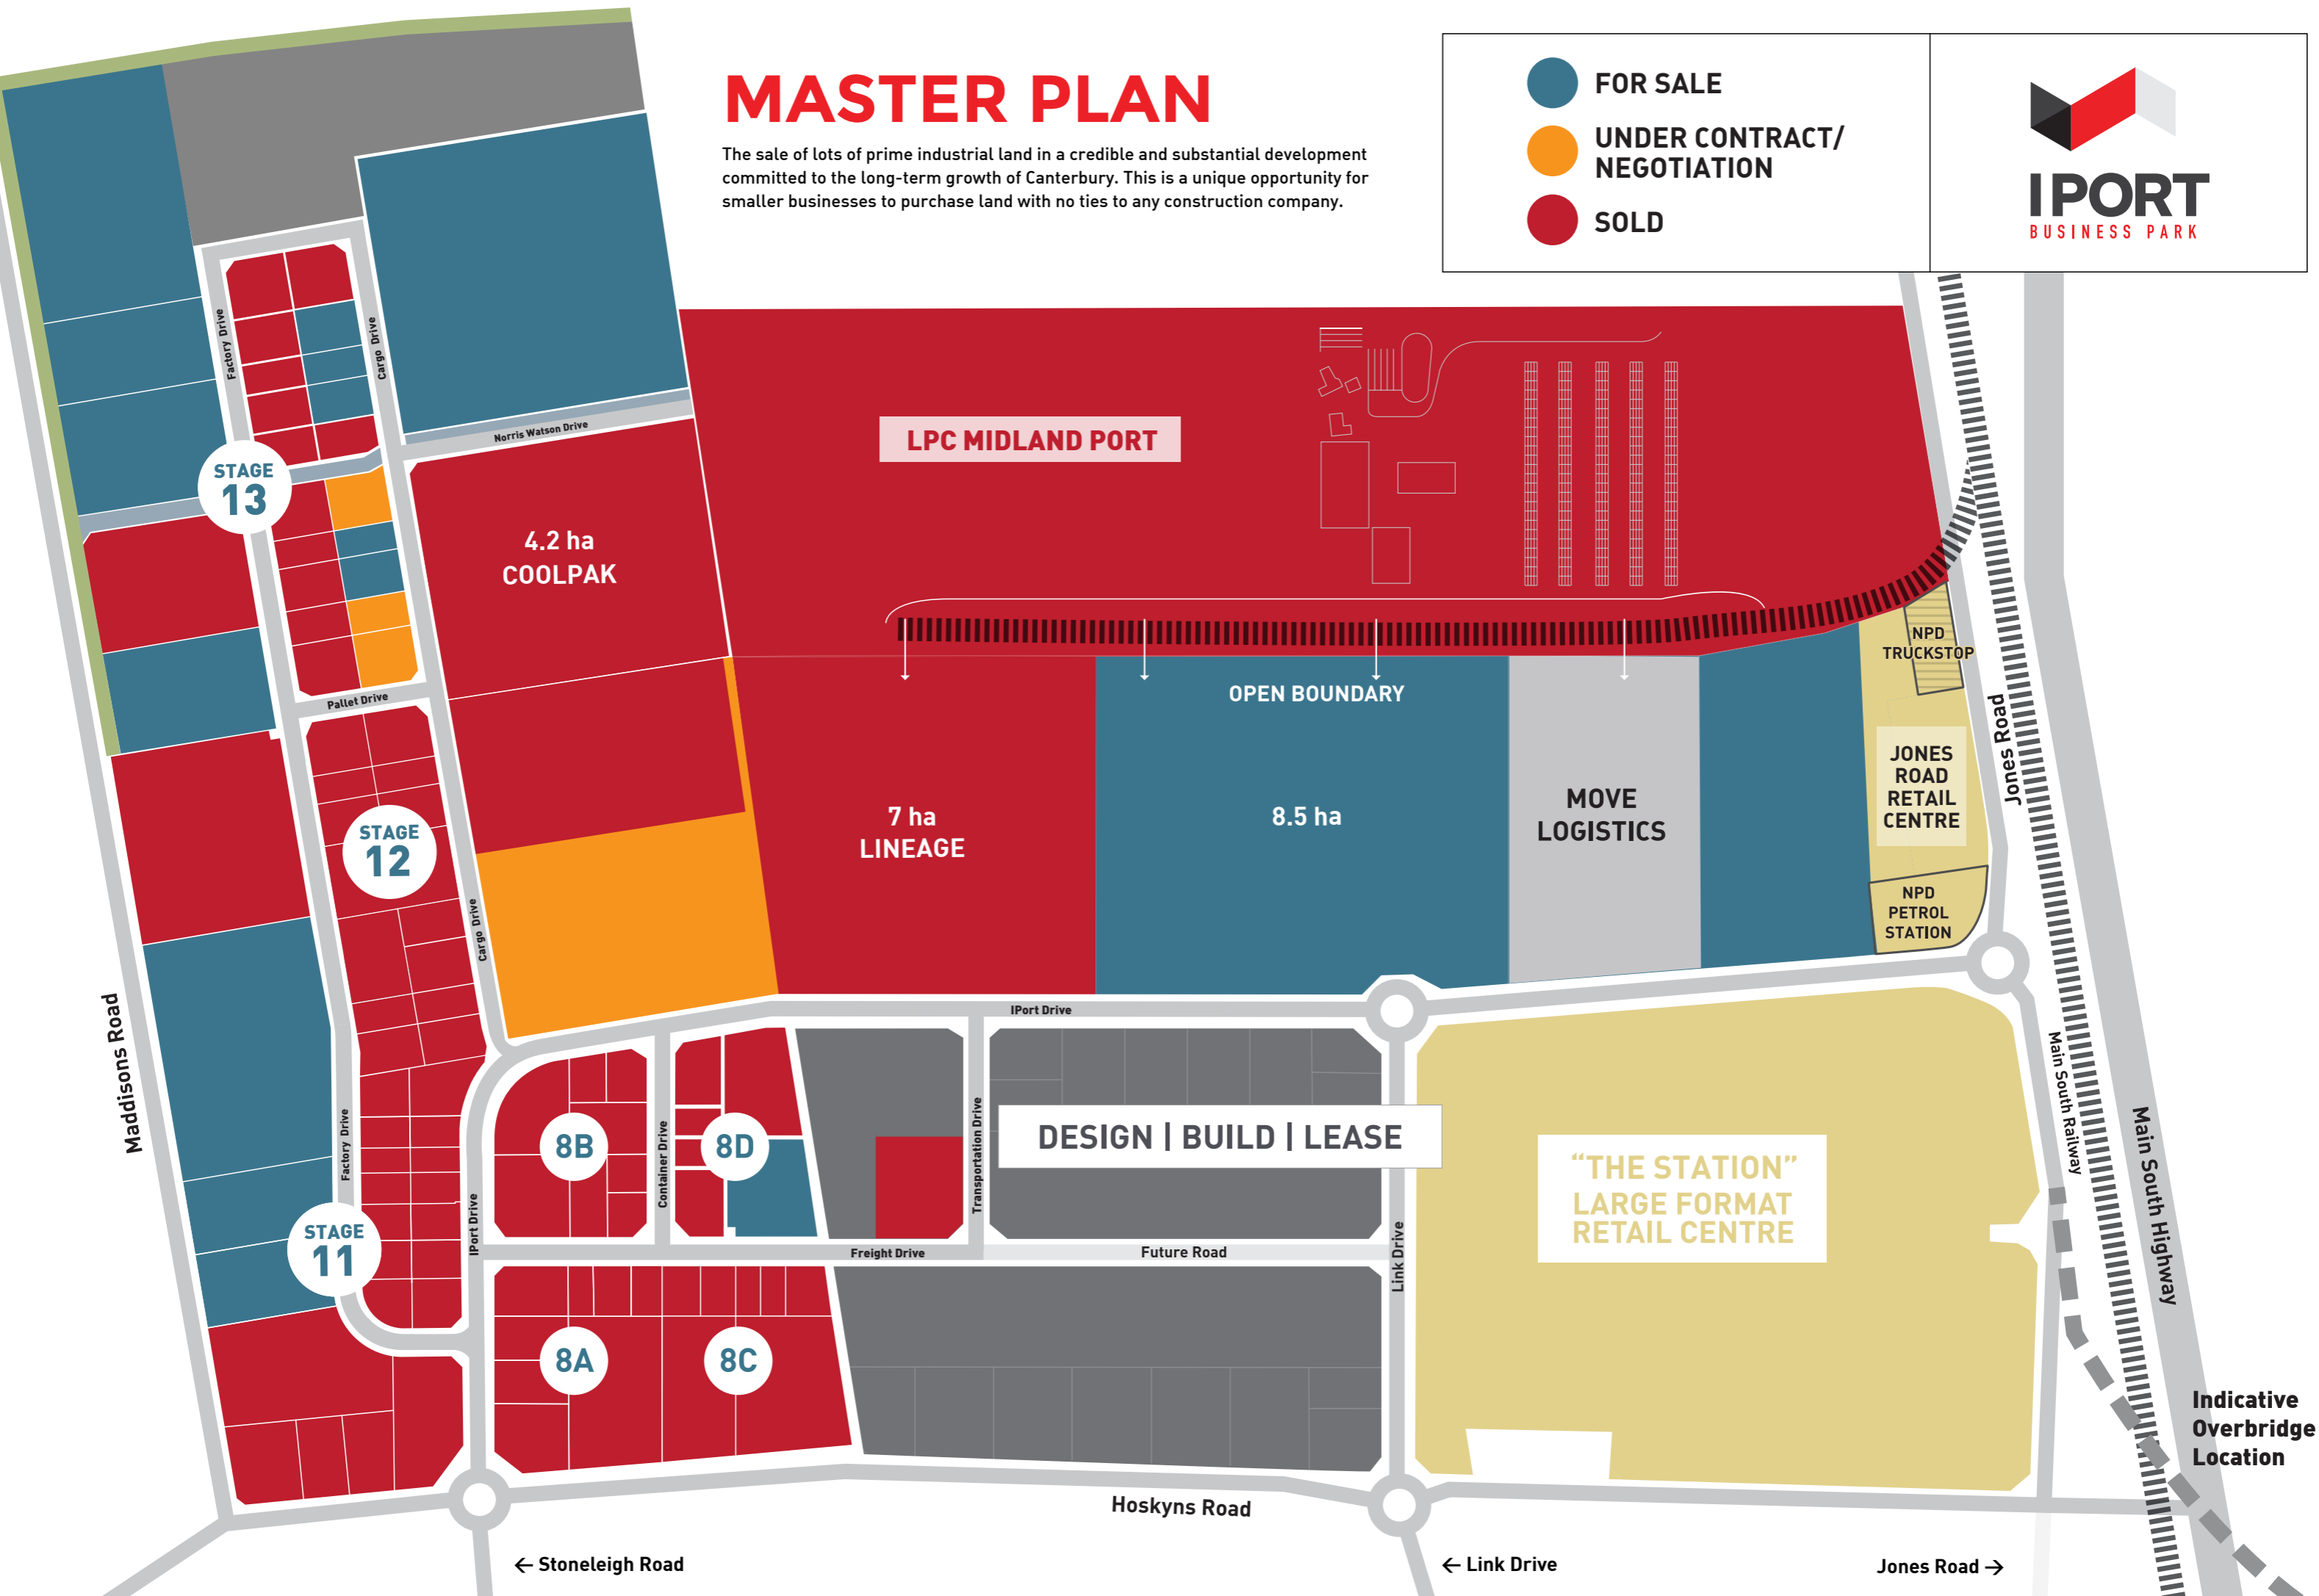 MASTER PLAN
The sale of lots of prime industrial land in a credible and substantial development
committed to the long-term growth of Canterbury. This is a unique opportunity for
smaller businesses to purchase land with no ties to any construction company.
FOR SALE
UNDER CONTRACT/
NEGOTIATION
SOLD
IPORT
BUSINESS PARK
Factory Drive
Cargo Drive
Norris Watson Drive
LPC MIDLAND PORT
STAGE
13
4.2 ha
COOLPAK
NPD
TRUCKSTOP
Pallet Drive
OPEN BOUNDARY
Jones Road
JONES
ROAD
RETAIL
CENTRE
7 ha
LINEAGE
8.5 ha
MOVE
LOGISTICS
STAGE
12
Cargo Drive
NPD
PETROL
STATION
Maddisons Road
IPort Drive
Main South Railway
Main South Highway
Factory Drive
8B
Container Drive
8D
Transportation Drive
DESIGN | BUILD | LEASE
“THE STATION”
LARGE FORMAT
RETAIL CENTRE
STAGE
11
IPort Drive
Freight Drive
Future Road
Link Drive
8A
8C
Indicative
Overbridge
Location
Hoskyns Road
← Stoneleigh Road
← Link Drive
Jones Road →